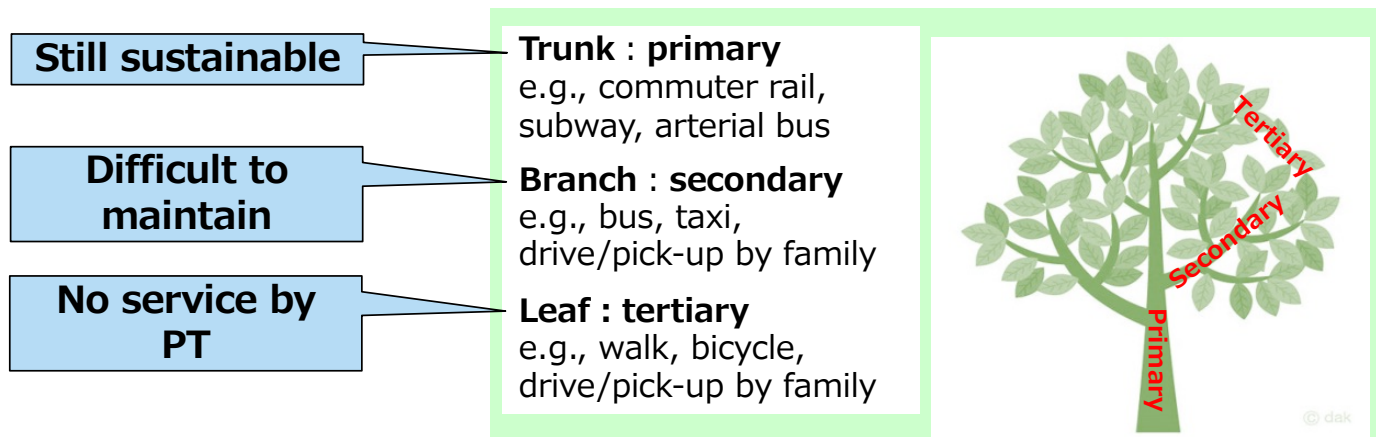 Still sustainable
Trunk : primary
e.g., commuter rail,
subway, arterial bus
Difficult to
maintain
Branch : secondary
e.g., bus, taxi,
drive/pick-up by family
No service by
PT
Leaf : tertiary
e.g., walk, bicycle,
drive/pick-up by family
Tertiary
Secondary
Primary
© dak